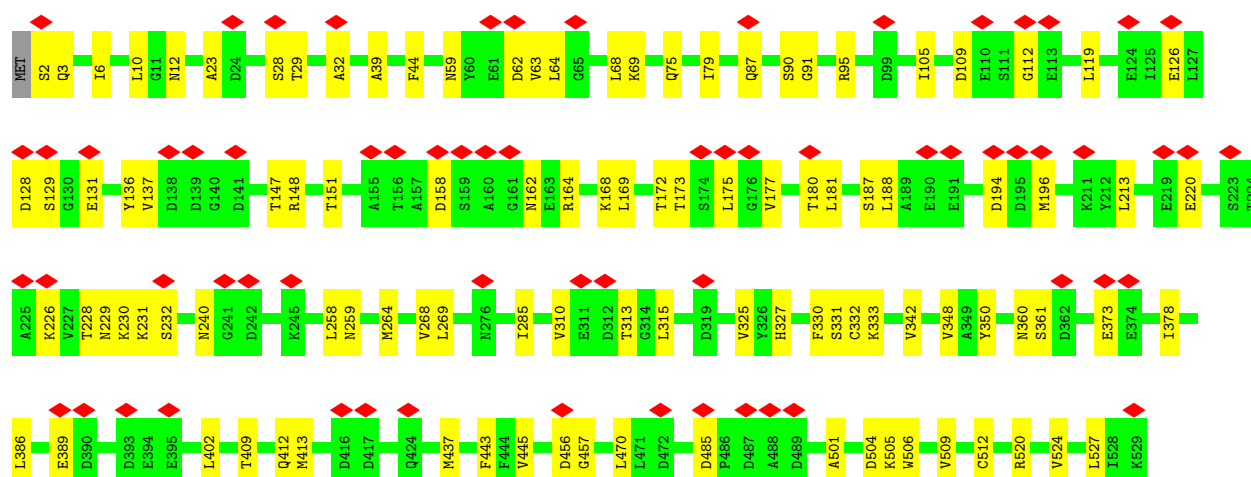 MET S2 Q3 I6 L10 G11 N12 A23 D24 S28 T29 A32 A39 F44 N59 Y60 E61 D62 V63 L64 G65 L68 K69 Q75 I79 Q87 S90 G91 R95 D99 I105 D109 E110 S111 G112 E113 L119 E124 I125 E126 L127
D128 S129 G130 E131 Y136 V137 D138 D139 G140 D141 T147 R148 T151 A155 T156 A157 D158 S159 A160 G161 N162 E163 R164 K168 L169 T172 T173 S174 L175 G176 V177 T180 L181 S187 L188 A189 E190 E191 D194 D195 M196 K211 Y212 L213 E219 E220 S223 T224
A225 K226 V227 T228 N229 K230 K231 S232 N240 G241 D242 K245 L258 N259 M264 V268 L269 N276 I285 V310 E311 D312 T313 G314 L315 D319 V325 Y326 H327 F330 S331 C332 K333 V342 V348 A349 Y350 N360 S361 D362 E373 E374 I378
L386 E389 D390 D393 E394 E395 L402 T409 Q412 M413 D416 D417 Q424 M437 F443 F444 V445 D456 G457 L470 L471 D472 D485 P486 D487 A488 D489 A501 D504 K505 W506 V509 C512 R520 V524 L527 I528 K529